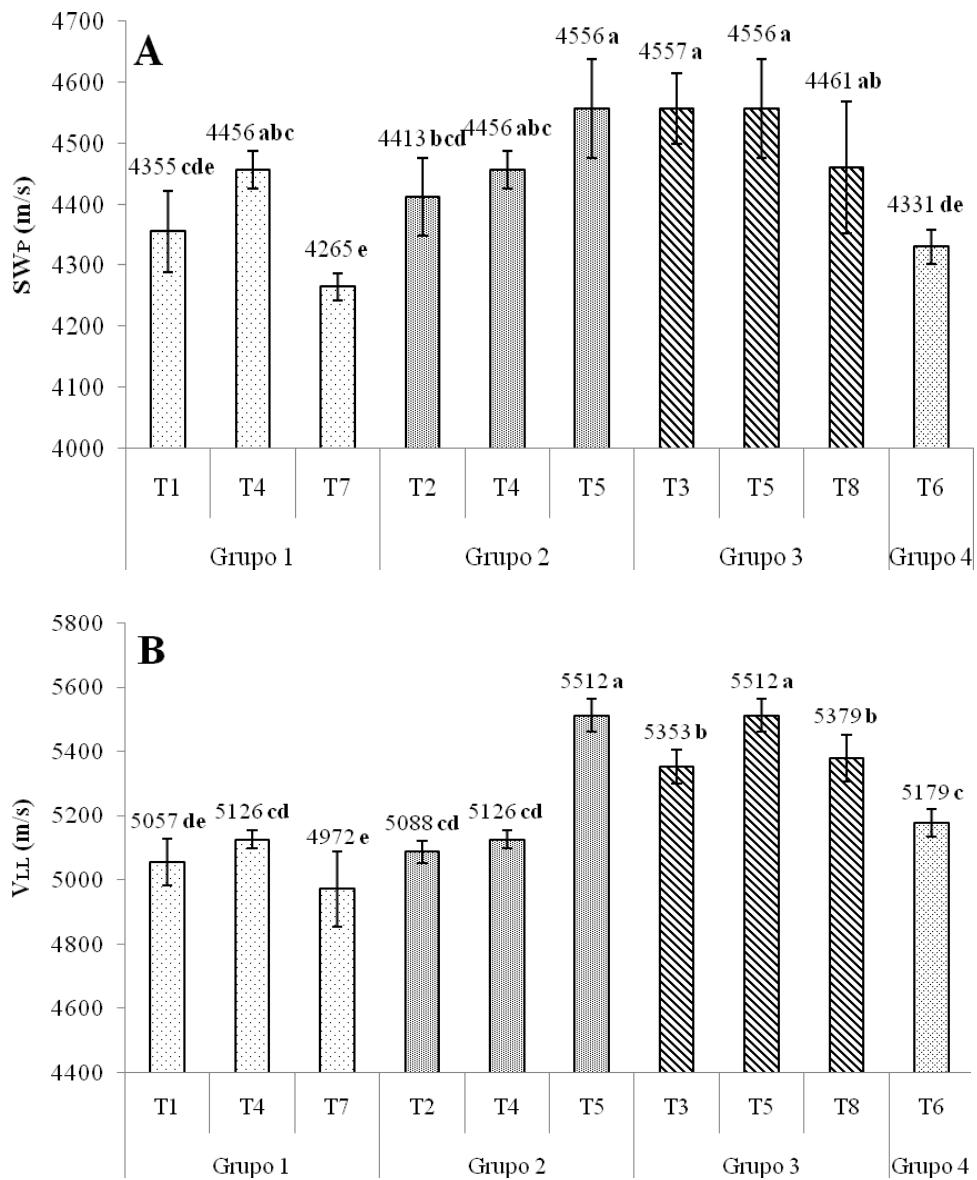 A
SWP (m/s)
4700
4600
4500
4400
4300
4200
4100
4000
4355 cde
4456 abc
4265 e
4413 bcd
4456 abc
4556 a
4557 a
4556 a
4461 ab
4331 de
T1 T4 T7 T2 T4 T5 T3 T5 T8 T6
Grupo 1 Grupo 2 Grupo 3 Grupo 4
B
VLL (m/s)
5800
5600
5400
5200
5000
4800
4600
4400
5057 de
5126 cd
4972 e
5088 cd
5126 cd
5512 a
5353 b
5512 a
5379 b
5179 c
T1 T4 T7 T2 T4 T5 T3 T5 T8 T6
Grupo 1 Grupo 2 Grupo 3 Grupo 4